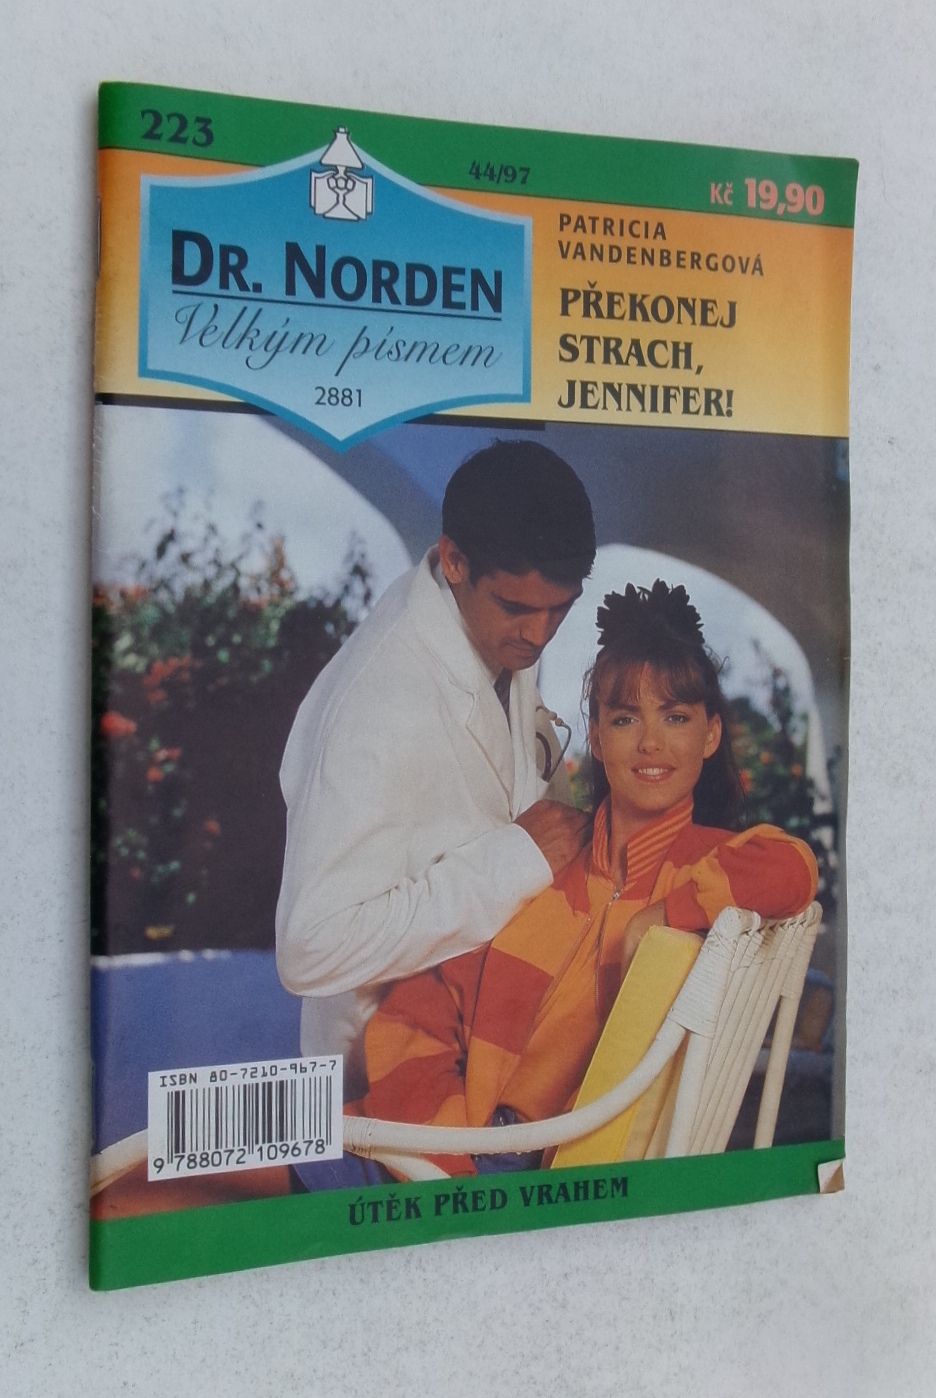 223
44/97
Kč 19,90
DR. NORDEN
Velkým písmem
2881
PATRICIA
VANDENBERGOVÁ
PŘEKONEJ
STRACH,
JENNIFER!
ISBN 80-7210-967-7
9 788072 109678
ÚTĚK PŘED VRAHEM